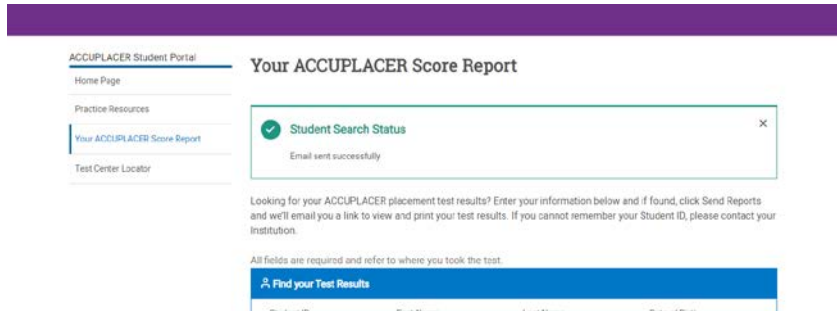 ACCUPLACER Student Portal
Home Page
Practice Resources
Your ACCUPLACER Score Report
Test Center Locator
Your ACCUPLACER Score Report
Student Search Status
Email sent successfully
Looking for your ACCUPLACER placement test results? Enter your information below and if found, click Send Reports
and we'll email you a link to view and print your test results. If you cannot remember your Student ID, please contact your
Institution.
All fields are required and refer to where you took the test.
Find your Test Results